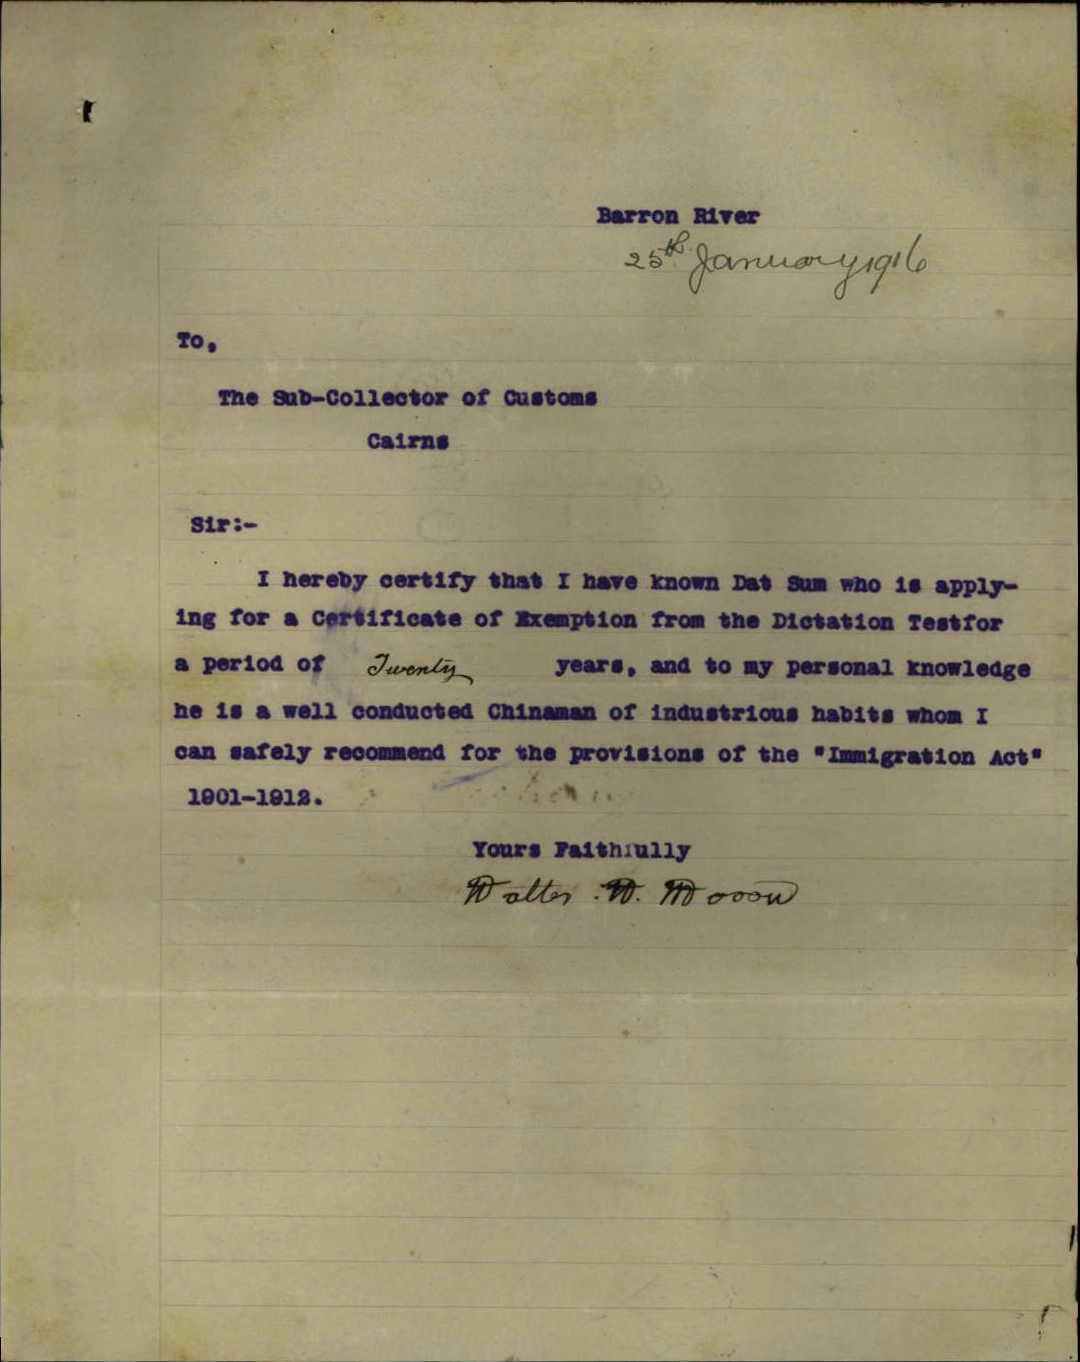 Barron River
25th January 1916
To,
The Sub-Collector of Customs
Cairns
Sir:-
I hereby certify that I have known Dat Sum who is apply-
ing for a Certificate of Exemption from the Dictation Testfor
a period of Twenty years, and to my personal knowledge
he is a well conducted Chinaman of industrious habits whom I
can safely recommend for the provisions of the "Immigration Act"
1901-1912.
Yours Faithfully
Walter W.